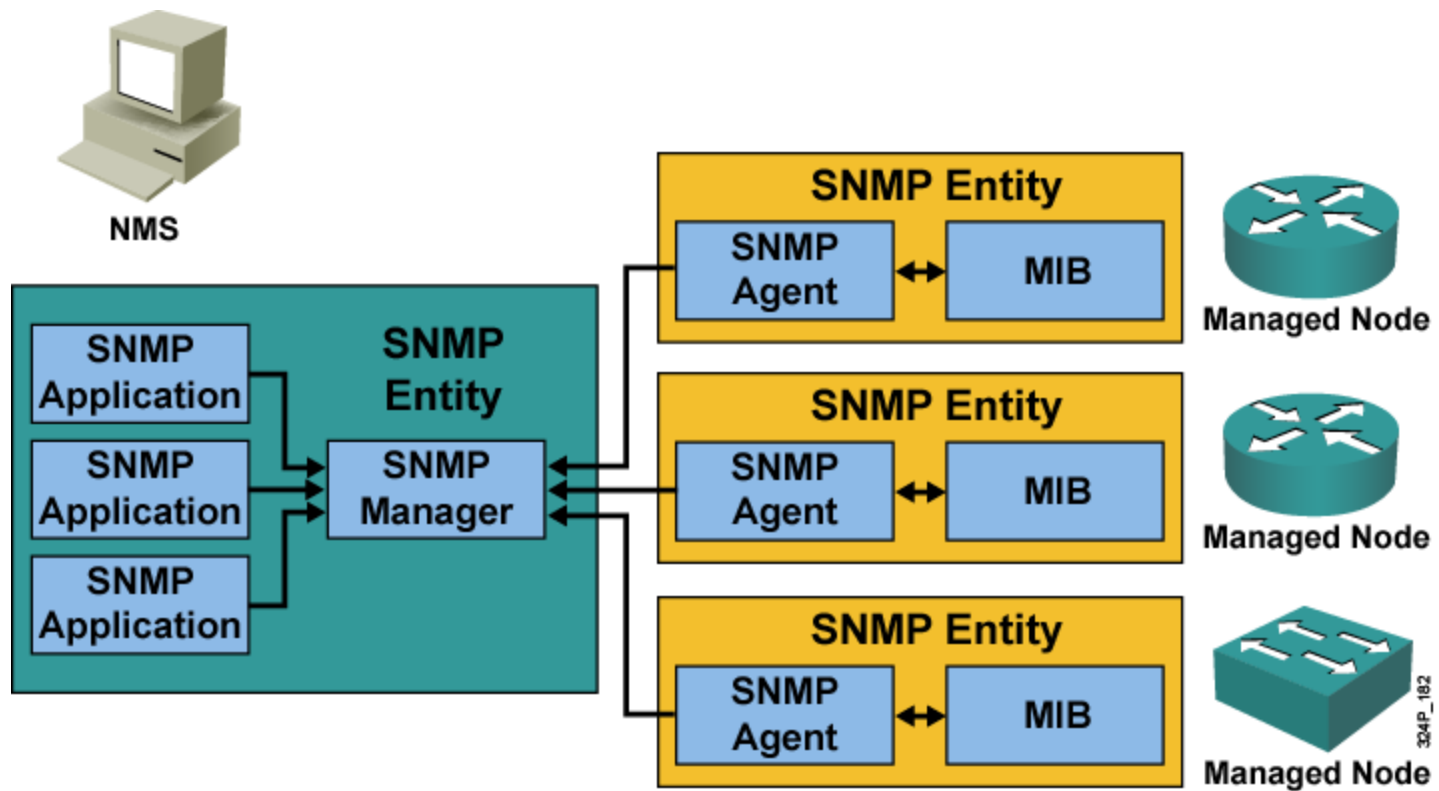 NMS
SNMP
Entity
SNMP
Application
SNMP
Application
SNMP
Application
SNMP
Manager
SNMP Entity
SNMP
Agent
MIB
Managed Node
SNMP Entity
SNMP
Agent
MIB
Managed Node
SNMP Entity
SNMP
Agent
MIB
Managed Node
324P_182